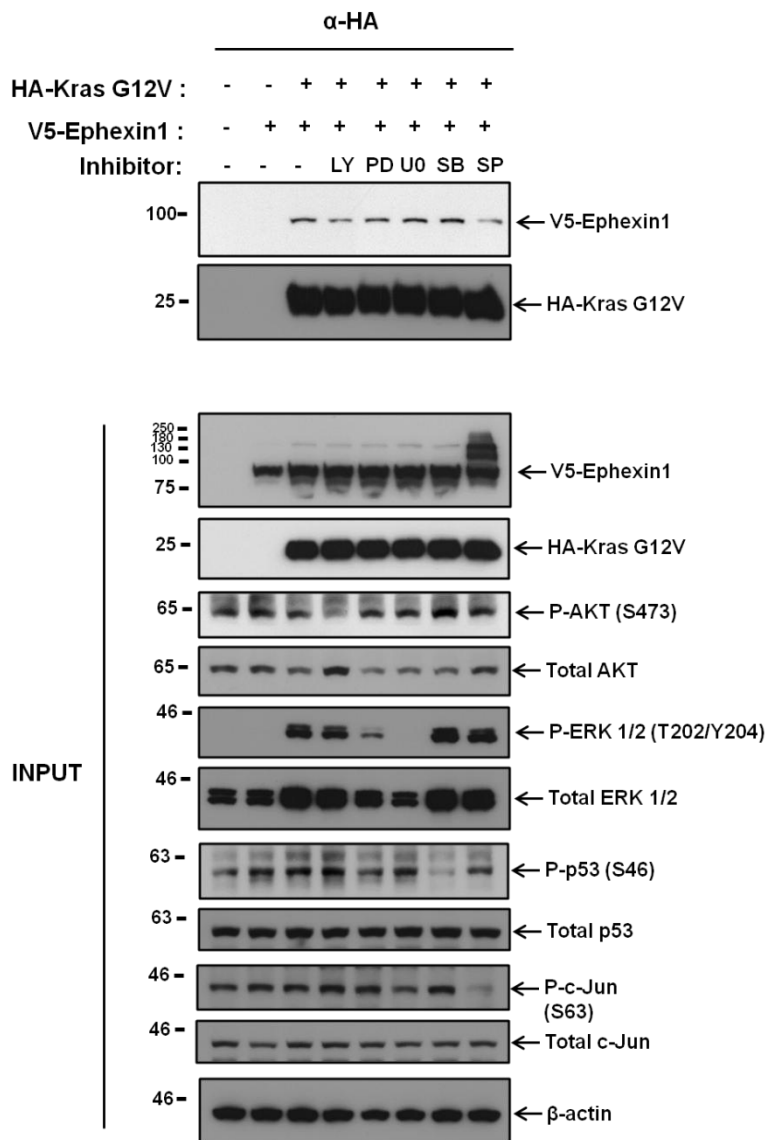 α-HA
HA-Kras G12V : - - + + + + + +
V5-Ephexin1 : - + + + + + + +
Inhibitor: - - - LY PD U0 SB SP
100 V5-Ephexin1
25 HA-Kras G12V
INPUT
250
180
130
100
75
V5-Ephexin1
25 HA-Kras G12V
65 P-AKT (S473)
65 Total AKT
46 P-ERK 1/2 (T202/Y204)
46 Total ERK 1/2
63 P-p53 (S46)
63 Total p53
46 P-c-Jun
(S63)
46 Total c-Jun
46 β-actin